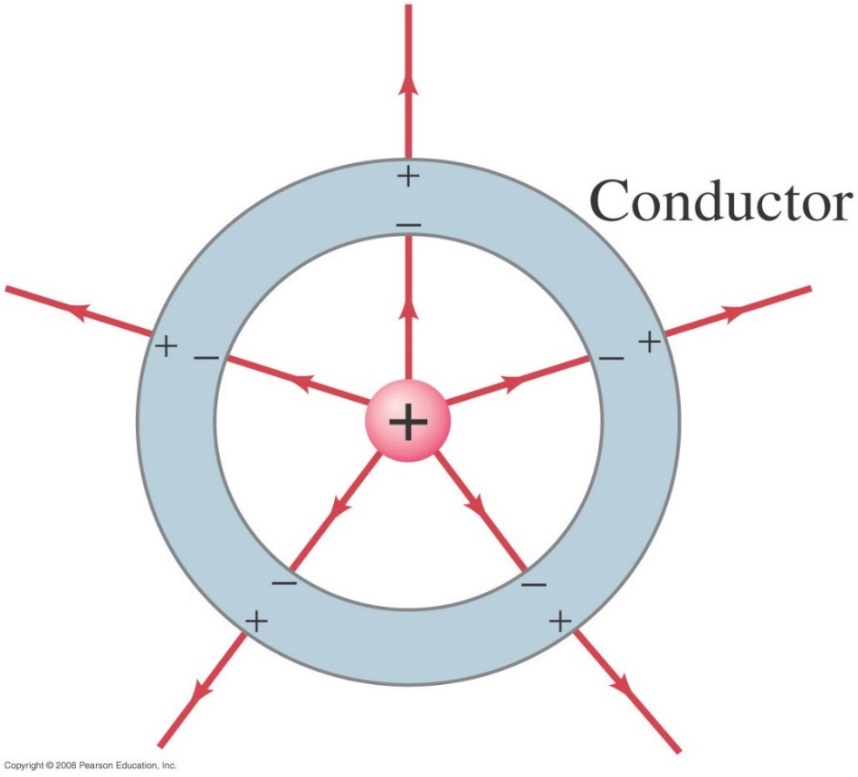 +
Conductor
−
+ − − +
+
− −
+ +
Copyright © 2008 Pearson Education, Inc.